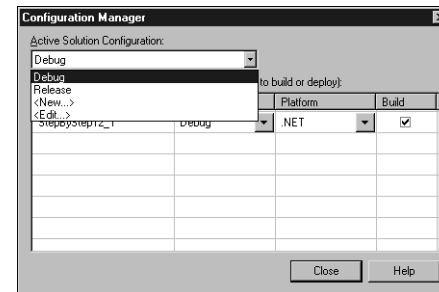 Configuration Manager
Active Solution Configuration:
Debug
Debug
Release
<New...>
<Edit...>
to build or deploy):
Platform Build
StepByStep12_1 Debug .NET
Close Help